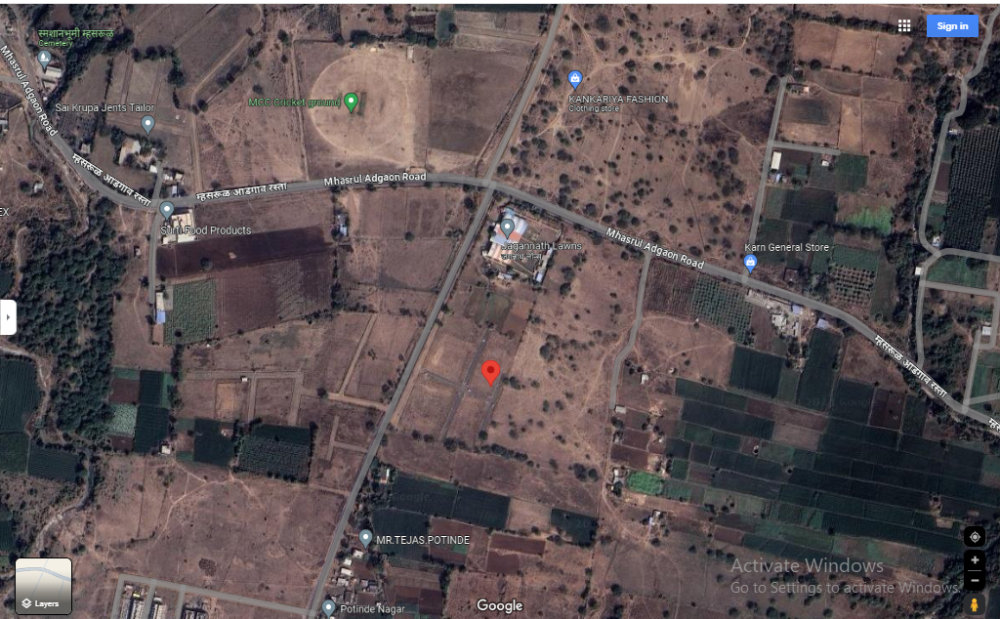 स्मशानभुमी म्हसरूळ
Cemetery
Sign in
Mhasrul Adgaon Road
Sai Krupa Jents Tailor
MCC Cricket ground
KANKARIYA FASHION
Clothing store
म्हसरूळ आडगाव रस्ता
म्हसरूळ आडगाव रस्ता
Mhasrul Adgaon Road
EX
Surti Food Products
Jagannath Lawns
जगन्नाथ लॉन्स
Mhasrul Adgaon Road
Karn General Store
म्हसरूळ आडगाव रस्ता
MR.TEJAS.POTINDE
Activate Windows
Go to Settings to activate Windows.
Layers
Google
Potinde Nagar